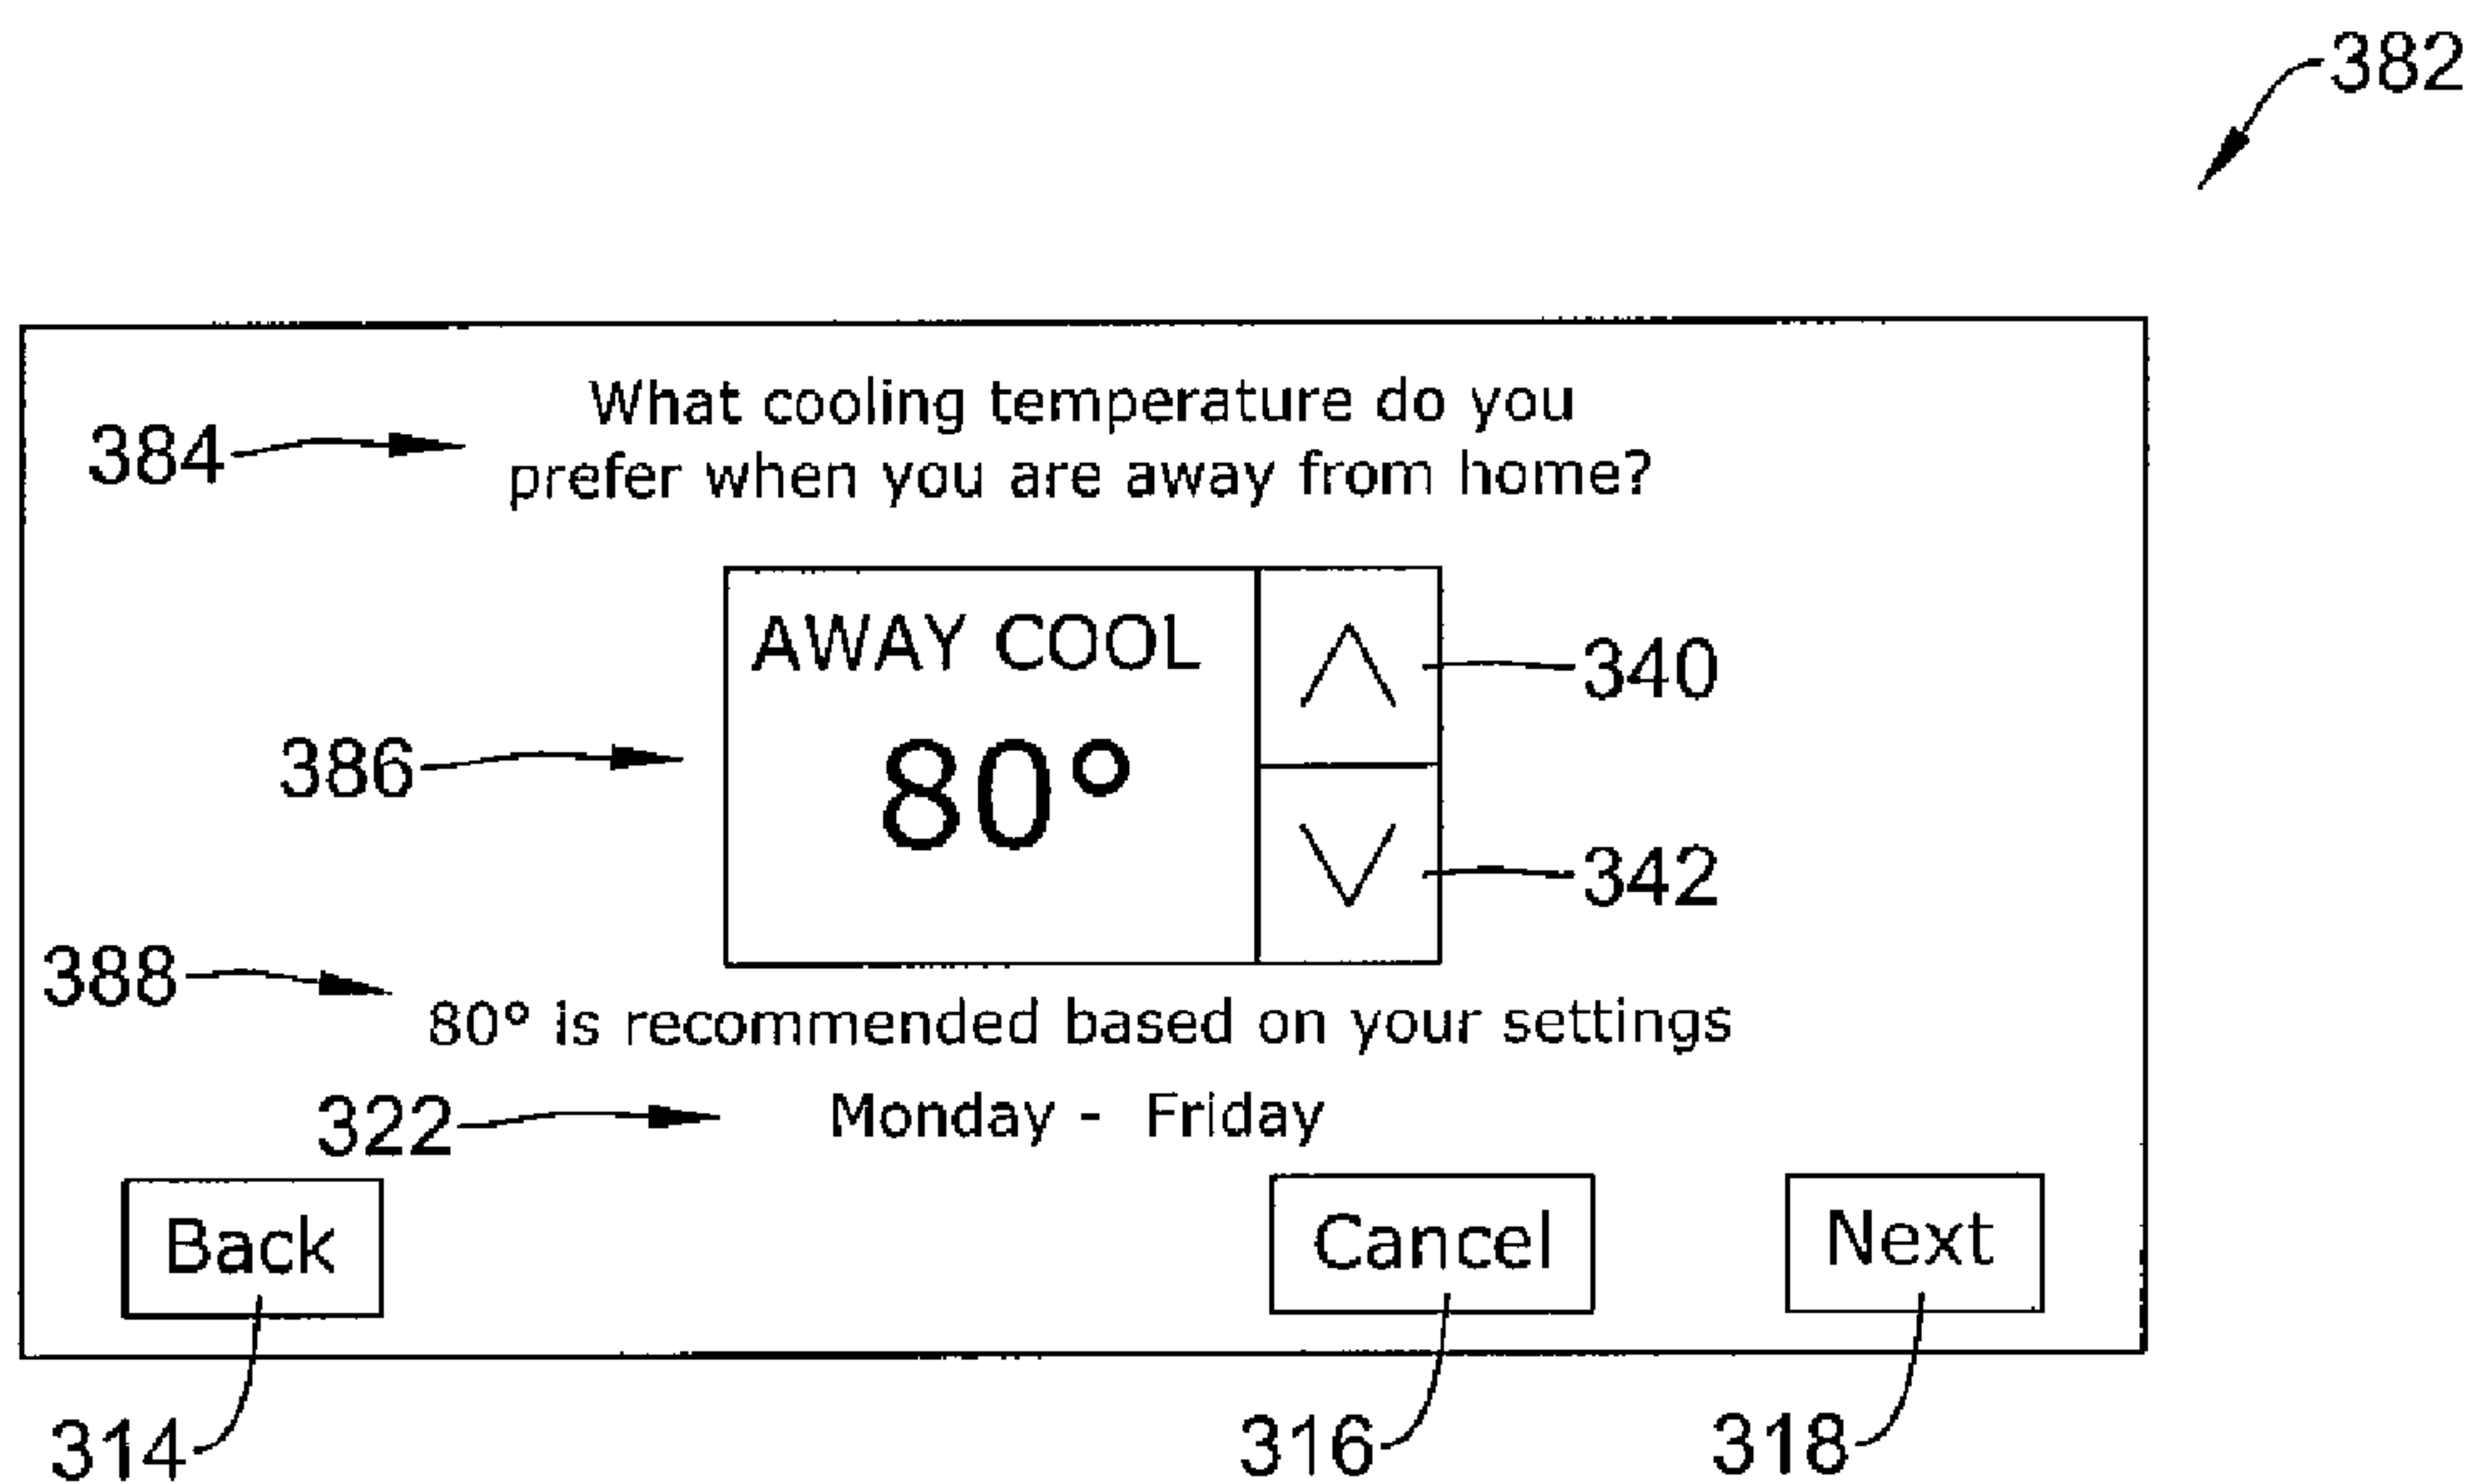 382
What cooling temperature do you
384
prefer when you are away from home?
AWAY COOL
340
386
80°
342
388
80° is recommended based on your settings
322
Monday - Friday
Back
Cancel
Next
314
316
318